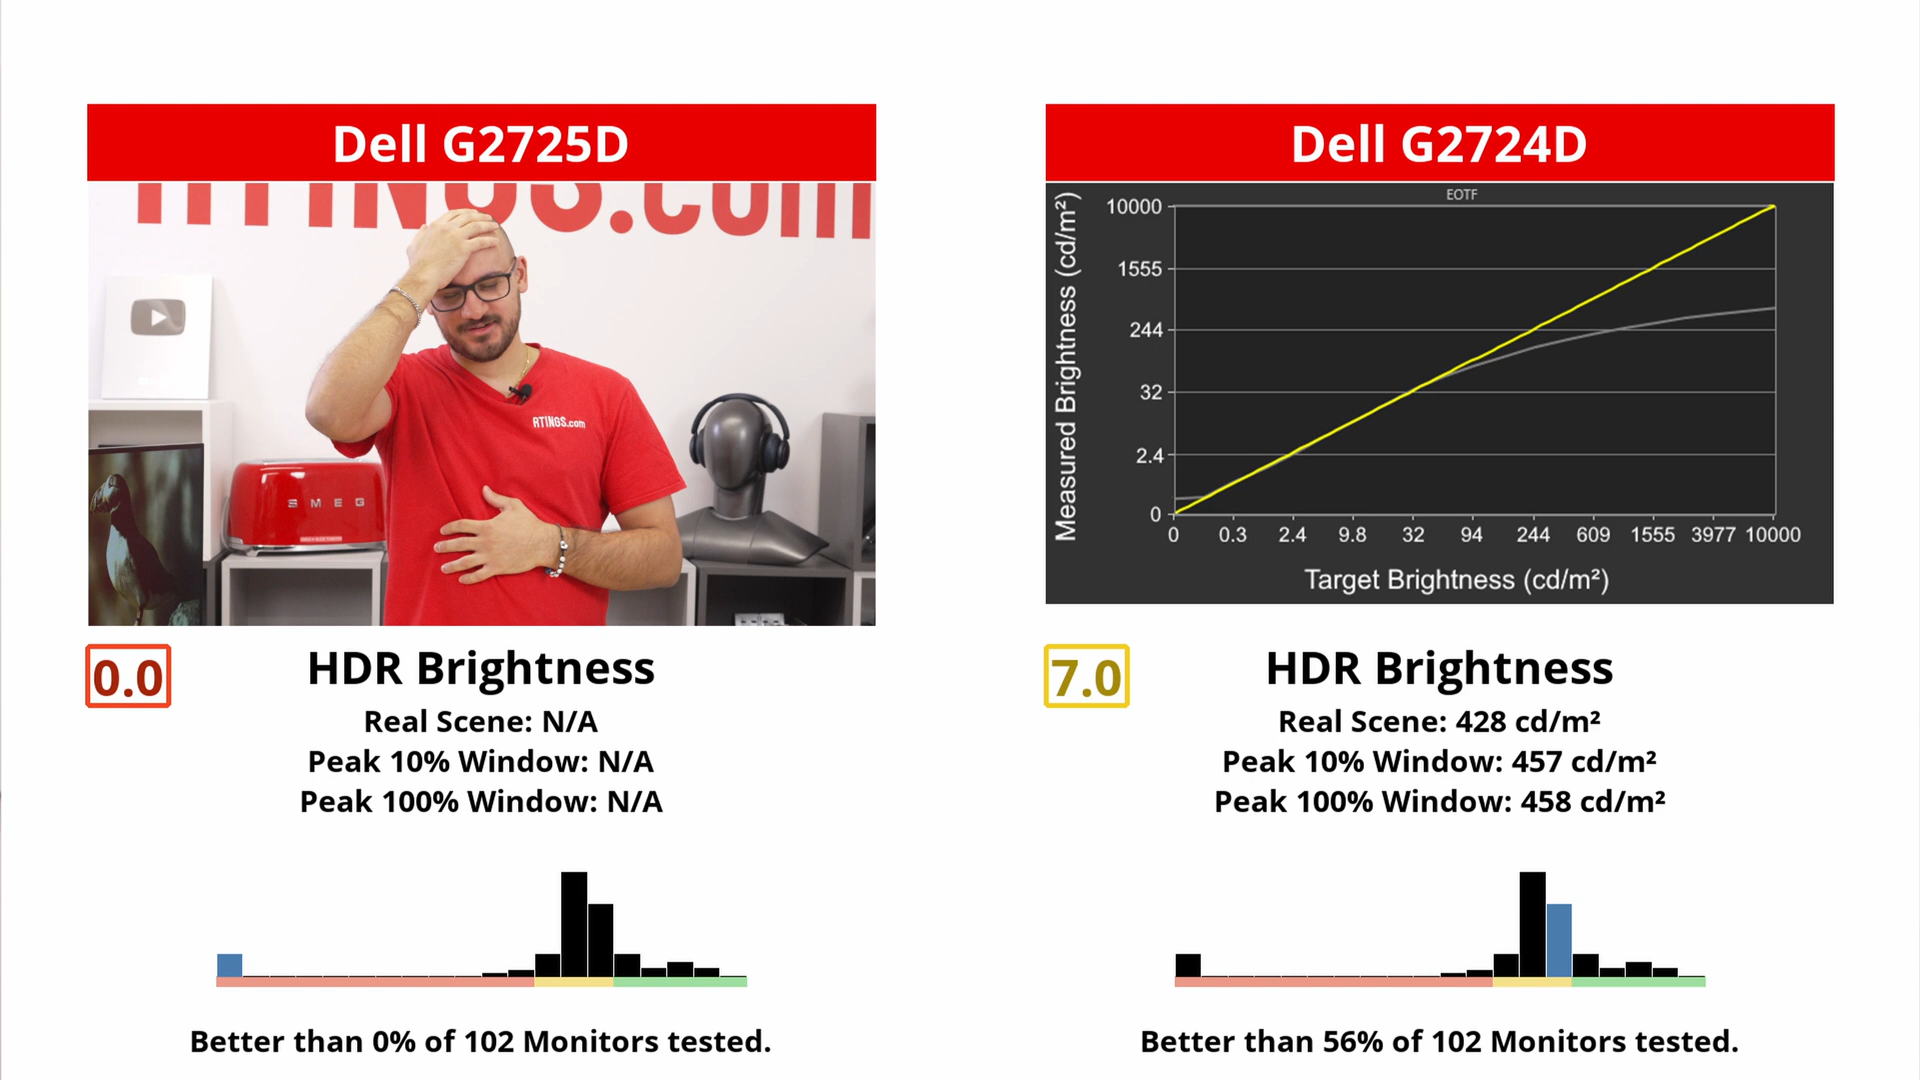 Dell G2725D
RTINGS.com
RTINGS.com
SMEG
0.0
HDR Brightness
Real Scene: N/A
Peak 10% Window: N/A
Peak 100% Window: N/A
Better than 0% of 102 Monitors tested.
Dell G2724D
EOTF
Measured Brightness (cd/m²)
10000
1555
244
32
2.4
0
0 0.3 2.4 9.8 32 94 244 609 1555 3977 10000
Target Brightness (cd/m²)
7.0
HDR Brightness
Real Scene: 428 cd/m²
Peak 10% Window: 457 cd/m²
Peak 100% Window: 458 cd/m²
Better than 56% of 102 Monitors tested.